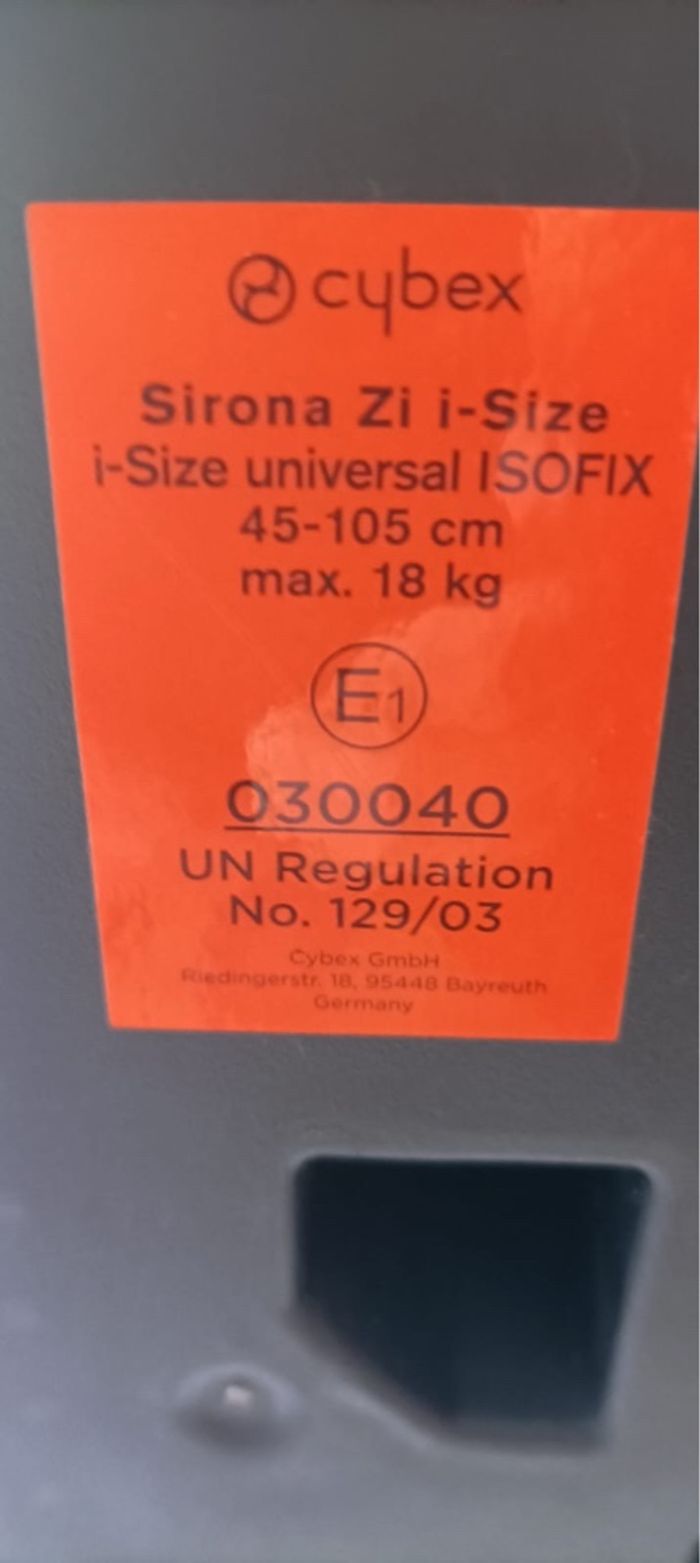 cybex
Sirona Zi i-Size
i-Size universal ISOFIX
45-105 cm
max. 18 kg
E1
030040
UN Regulation
No. 129/03
Cybex GmbH
Riedingerstr. 18, 95448 Bayreuth
Germany